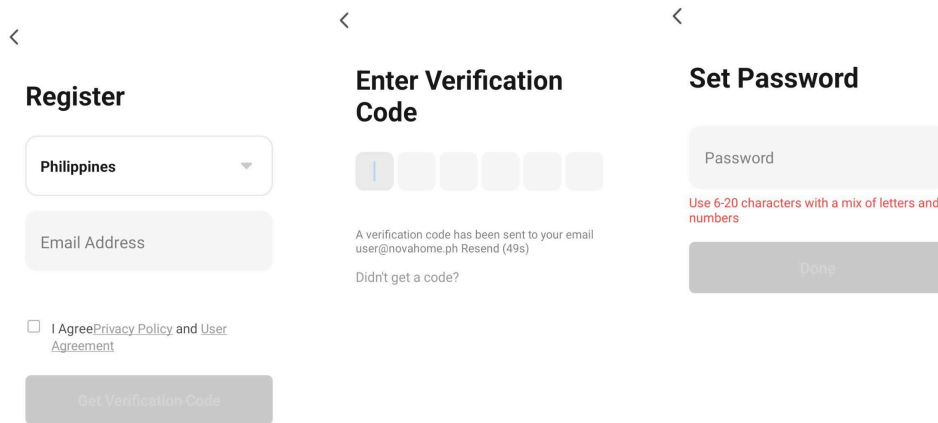 Register
Philippines
Email Address
I AgreePrivacy Policy and User
Agreement
Get Verification Code
Enter Verification
Code
A verification code has been sent to your email
user@novahome.ph Resend (49s)
Didn't get a code?
Set Password
Password
Use 6-20 characters with a mix of letters and
numbers
Done